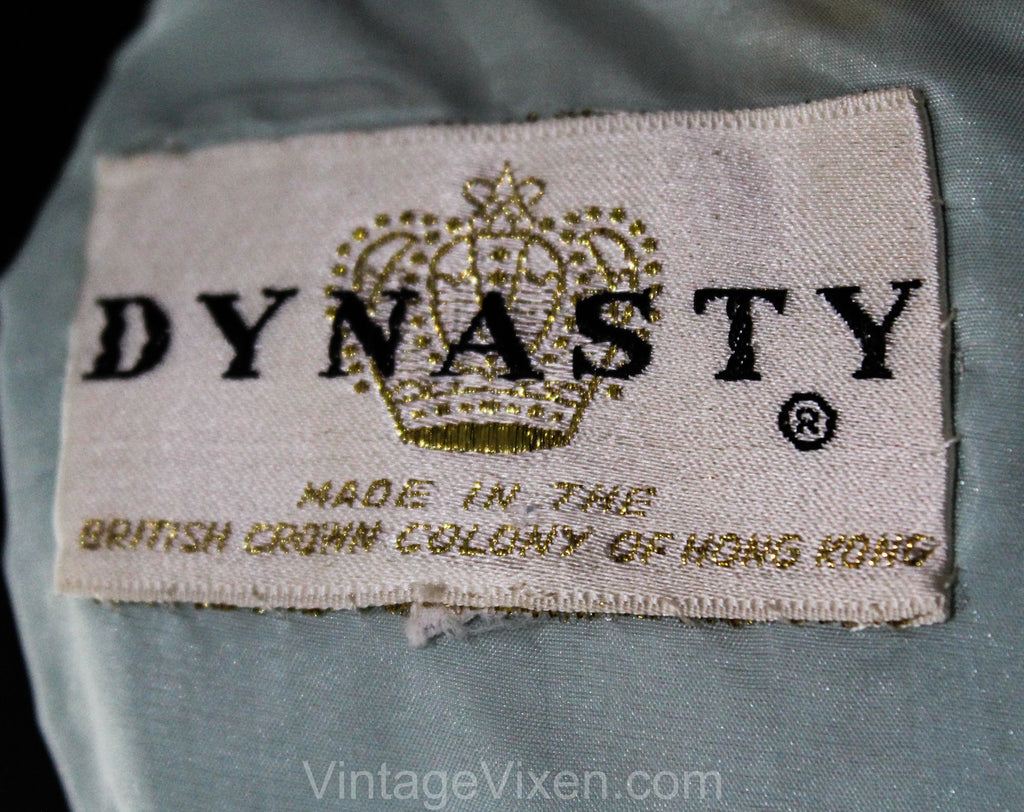 DYNASTY
®
MADE IN THE
BRITISH CROWN COLONY OF HONG KONG
VintageVixen.com